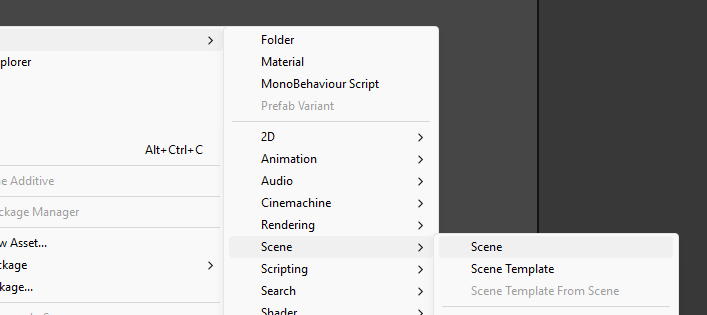 plorer
Alt+Ctrl+C
e Additive
ckage Manager
w Asset...
ckage
kage...
Folder
Material
MonoBehaviour Script
Prefab Variant
2D
Animation
Audio
Cinemachine
Rendering
Scene
Scripting
Search
Shader
Scene
Scene Template
Scene Template From Scene